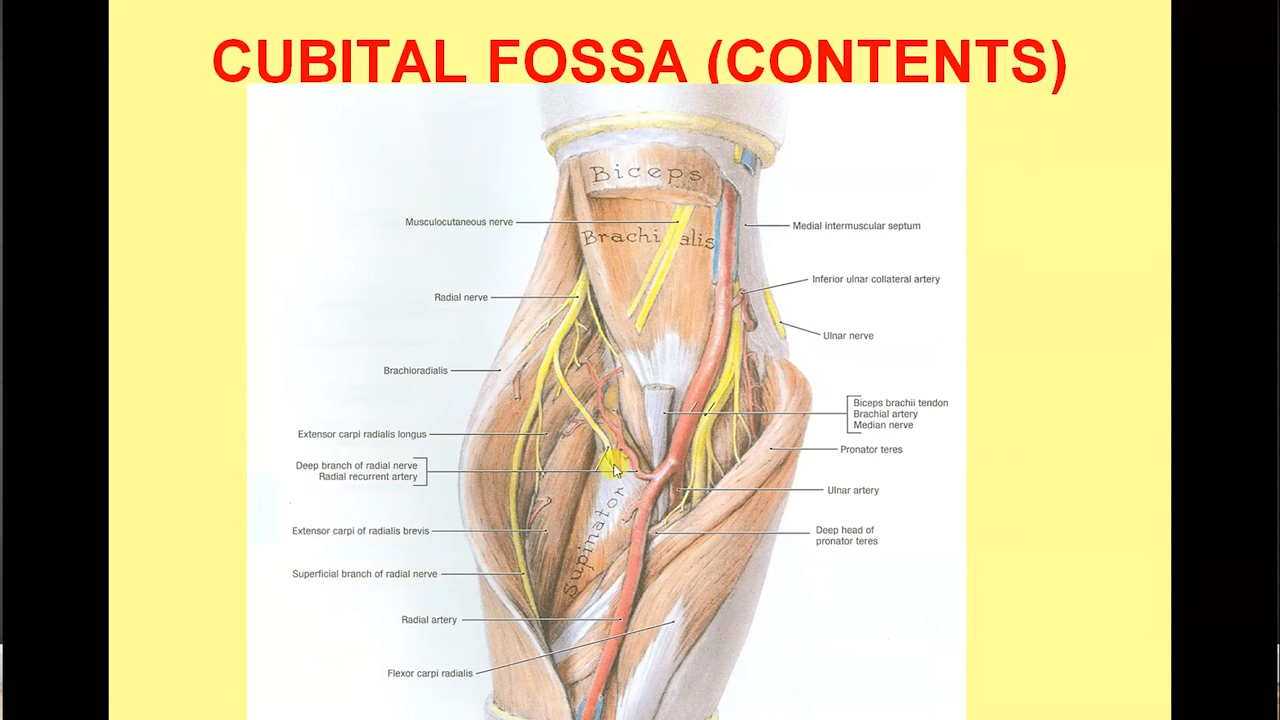 CUBITAL FOSSA (CONTENTS)
Biceps
Musculocutaneous nerve
Brachialis
Medial intermuscular septum
Inferior ulnar collateral artery
Radial nerve
Ulnar nerve
Brachioradialis
Biceps brachii tendon
Brachial artery
Median nerve
Extensor carpi radialis longus
Pronator teres
Deep branch of radial nerve
Radial recurrent artery
Ulnar artery
Supinator
Extensor carpi of radialis brevis
Deep head of
pronator teres
Superficial branch of radial nerve
Radial artery
Flexor carpi radialis